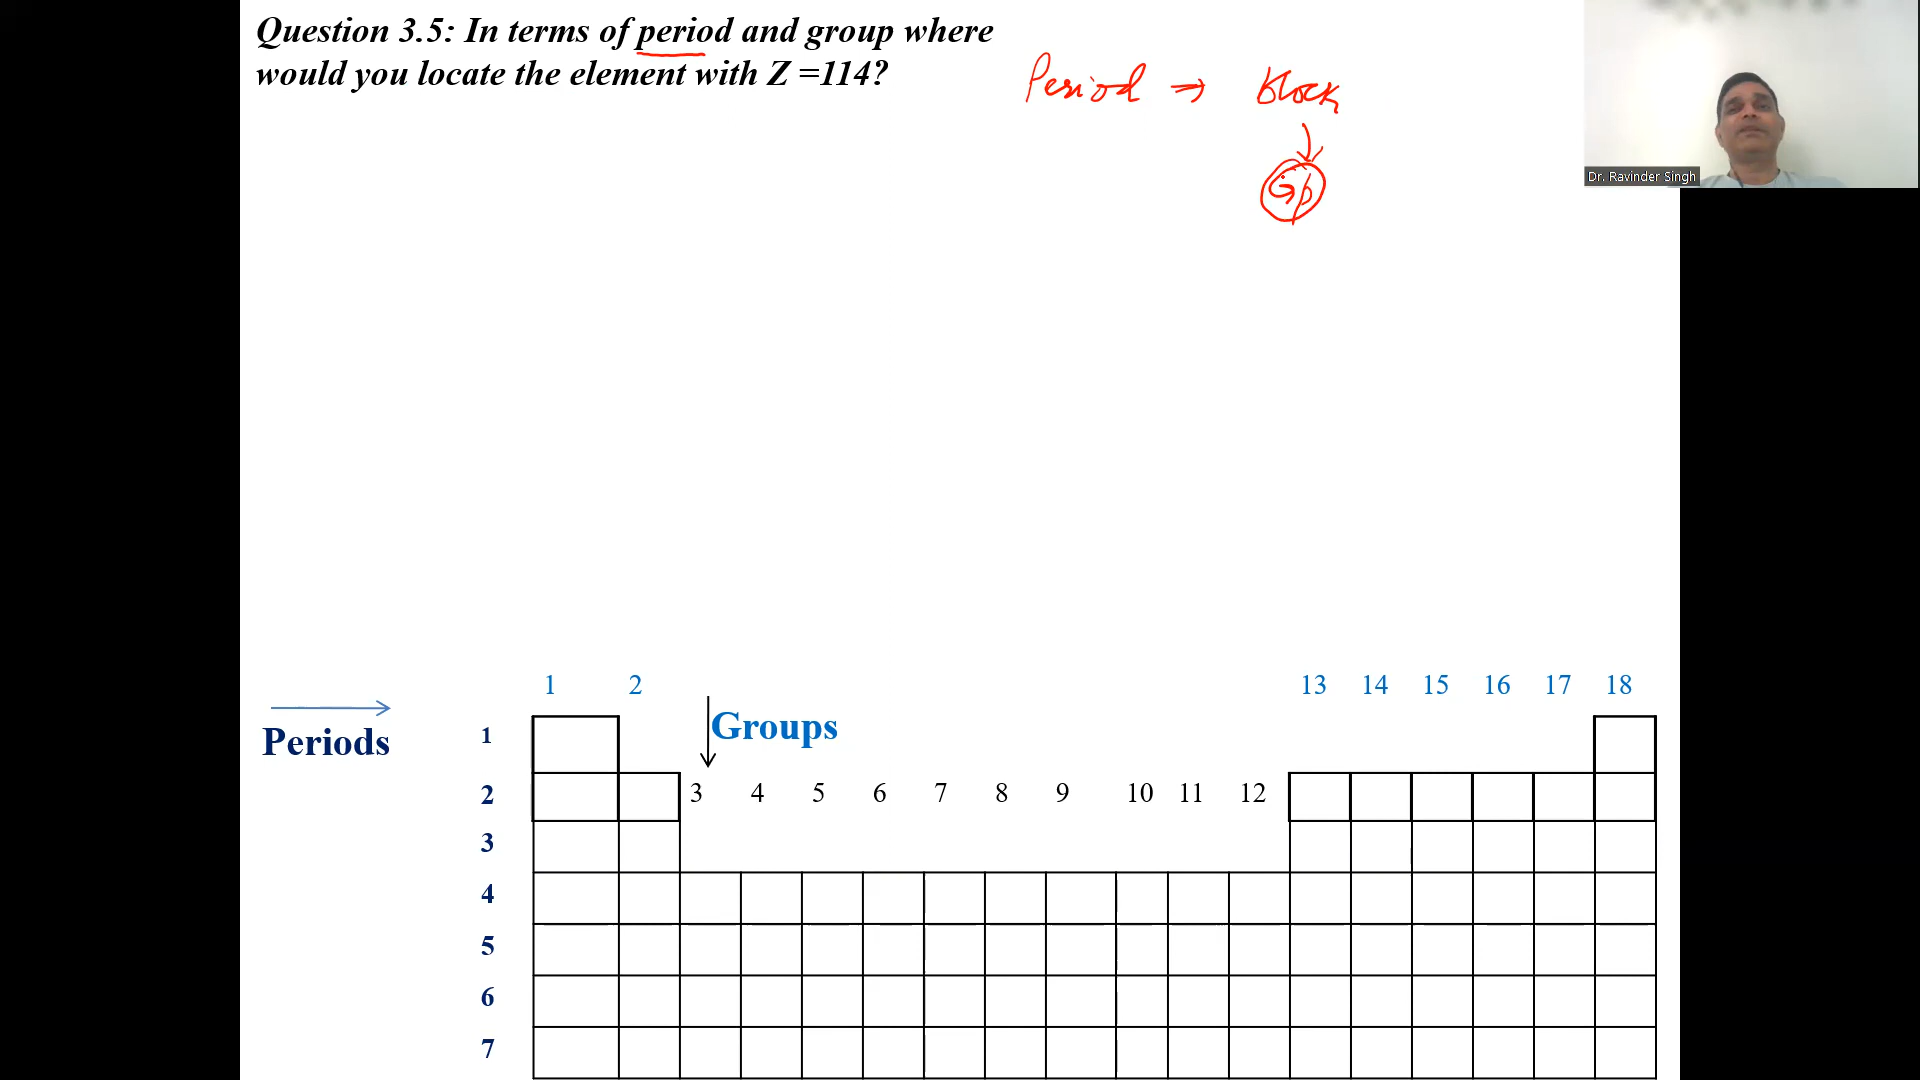 Question 3.5: In terms of period and group where
would you locate the element with Z =114?
Period ⇒ block
Gp
Dr. Ravinder Singh
1 2 13 14 15 16 17 18
Groups
Periods
1
2 3 4 5 6 7 8 9 10 11 12
3
4
5
6
7